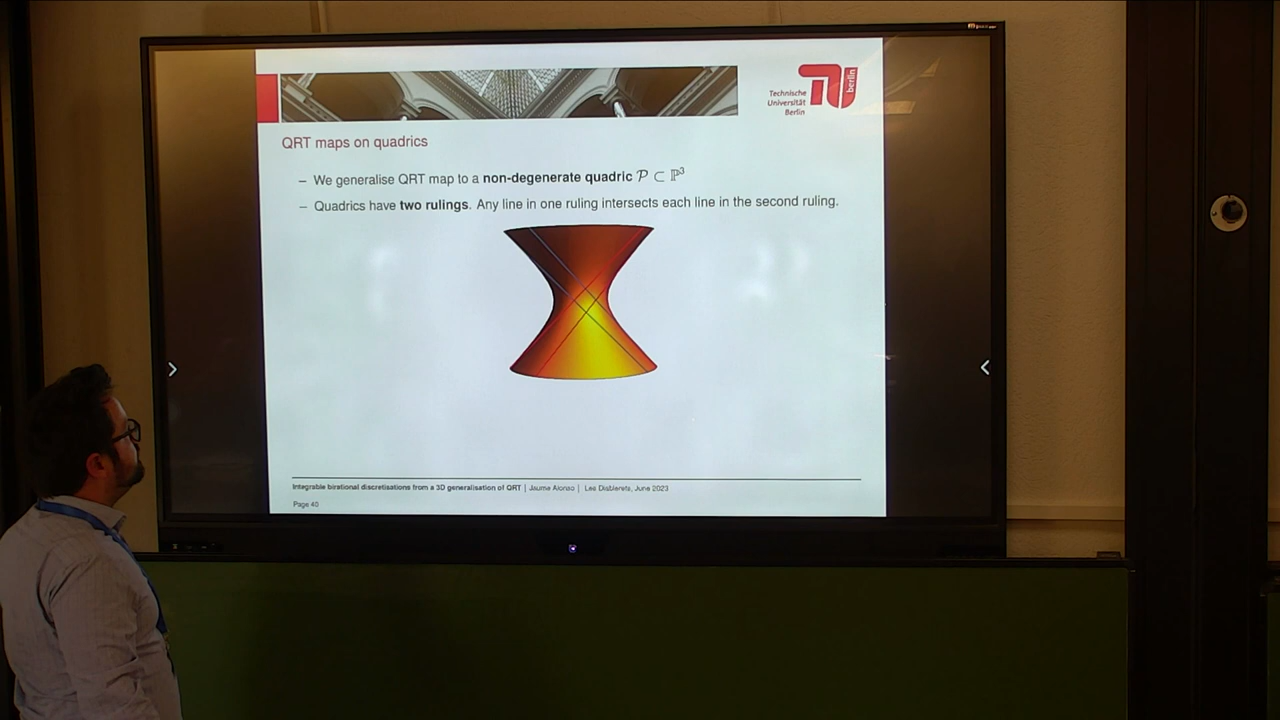 Technische
Universität
Berlin
berlin
QRT maps on quadrics
– We generalise QRT map to a non-degenerate quadric 𝒫 ⊂ ℙ³
– Quadrics have two rulings. Any line in one ruling intersects each line in the second ruling.
Integrable birational discretisations from a 3D generalisation of QRT | Jaume Alonso | Les Diablerets, June 2023
Page 40